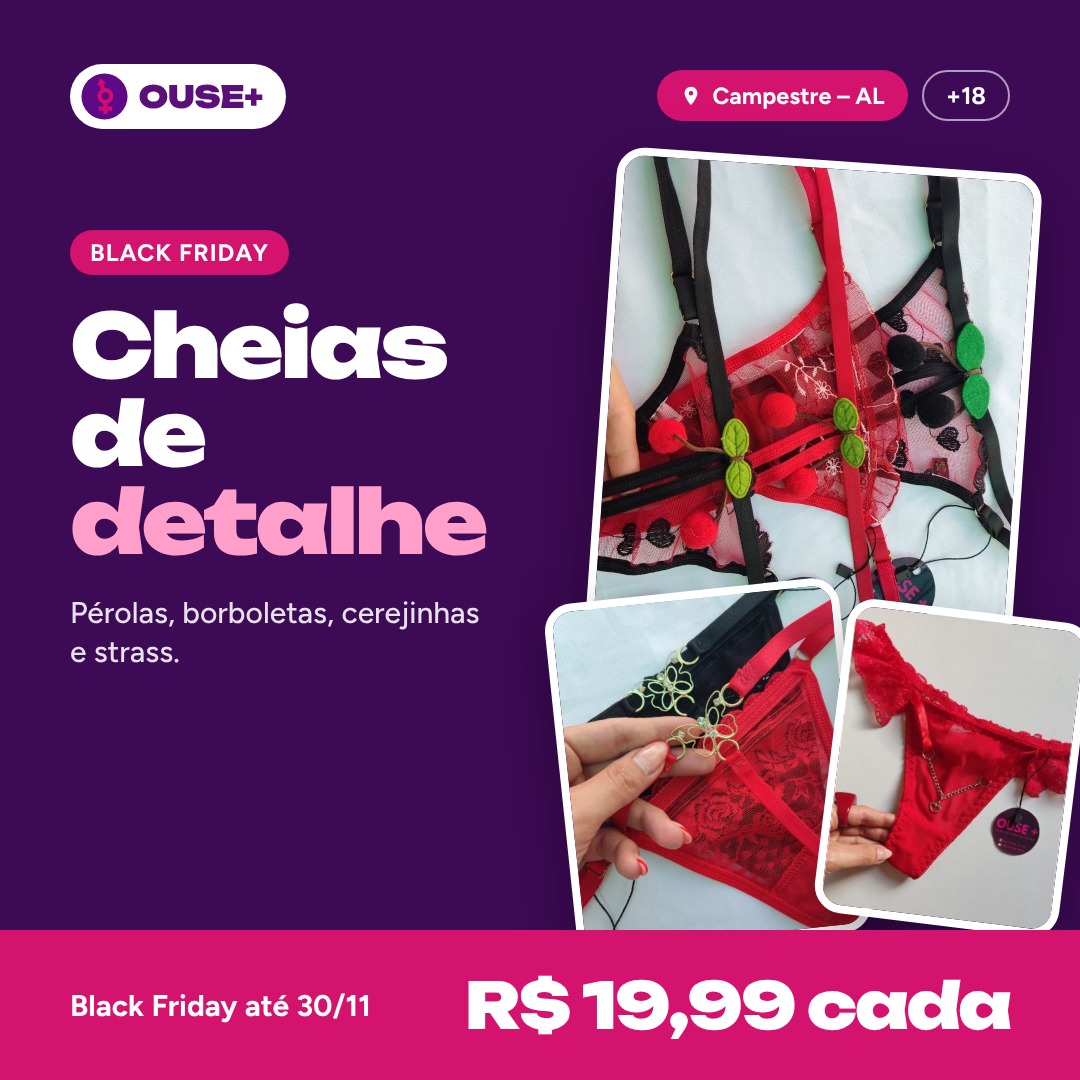 OUSE+
Campestre – AL
+18
BLACK FRIDAY
Cheias
de
detalhe
Pérolas, borboletas, cerejinhas
e strass.
OUSE +
Black Friday até 30/11
R$ 19,99 cada